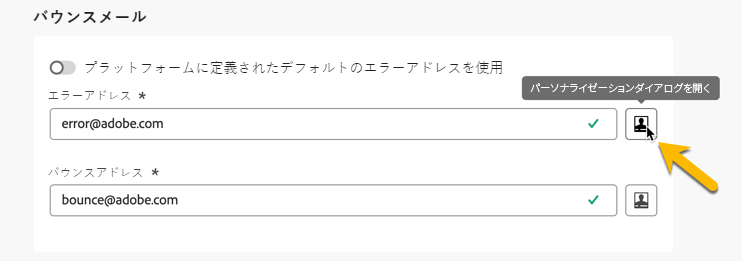 バウンスメール
プラットフォームに定義されたデフォルトのエラーアドレスを使用
パーソナライゼーションダイアログを開く
エラーアドレス *
error@adobe.com
バウンスアドレス *
bounce@adobe.com